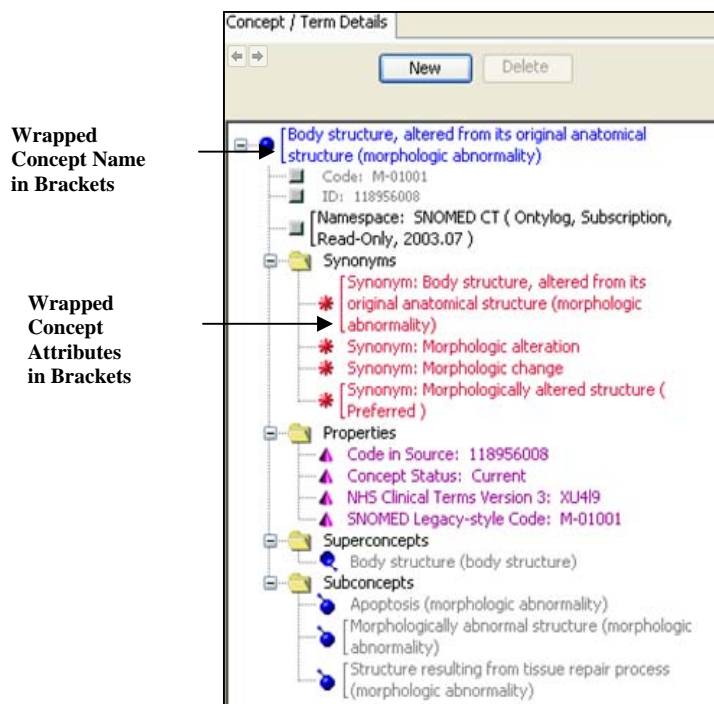 Concept / Term Details
New Delete
Wrapped
Concept Name
in Brackets
Body structure, altered from its original anatomical
structure (morphologic abnormality)
Code: M-01001
ID: 118956008
Namespace: SNOMED CT ( Ontylog, Subscription,
Read-Only, 2003.07 )
Synonyms
Wrapped
Concept
Attributes
in Brackets
Synonym: Body structure, altered from its
original anatomical structure (morphologic
abnormality)
Synonym: Morphologic alteration
Synonym: Morphologic change
Synonym: Morphologically altered structure (
Preferred )
Properties
Code in Source: 118956008
Concept Status: Current
NHS Clinical Terms Version 3: XU4l9
SNOMED Legacy-style Code: M-01001
Superconcepts
Body structure (body structure)
Subconcepts
Apoptosis (morphologic abnormality)
Morphologically abnormal structure (morphologic
abnormality)
Structure resulting from tissue repair process
(morphologic abnormality)